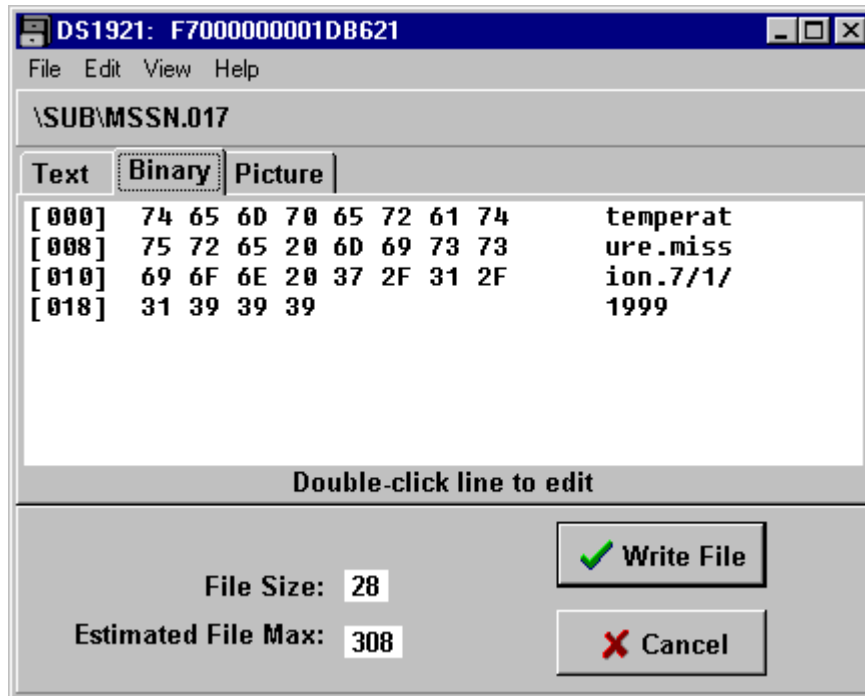 DS1921: F7000000001DB621
File Edit View Help
\SUB\MSSN.017
Text Binary Picture
[000] 74 65 6D 70 65 72 61 74 temperat
[008] 75 72 65 20 6D 69 73 73 ure.miss
[010] 69 6F 6E 20 37 2F 31 2F ion.7/1/
[018] 31 39 39 39 1999
Double-click line to edit
Write File
File Size: 28
Estimated File Max: 308
Cancel